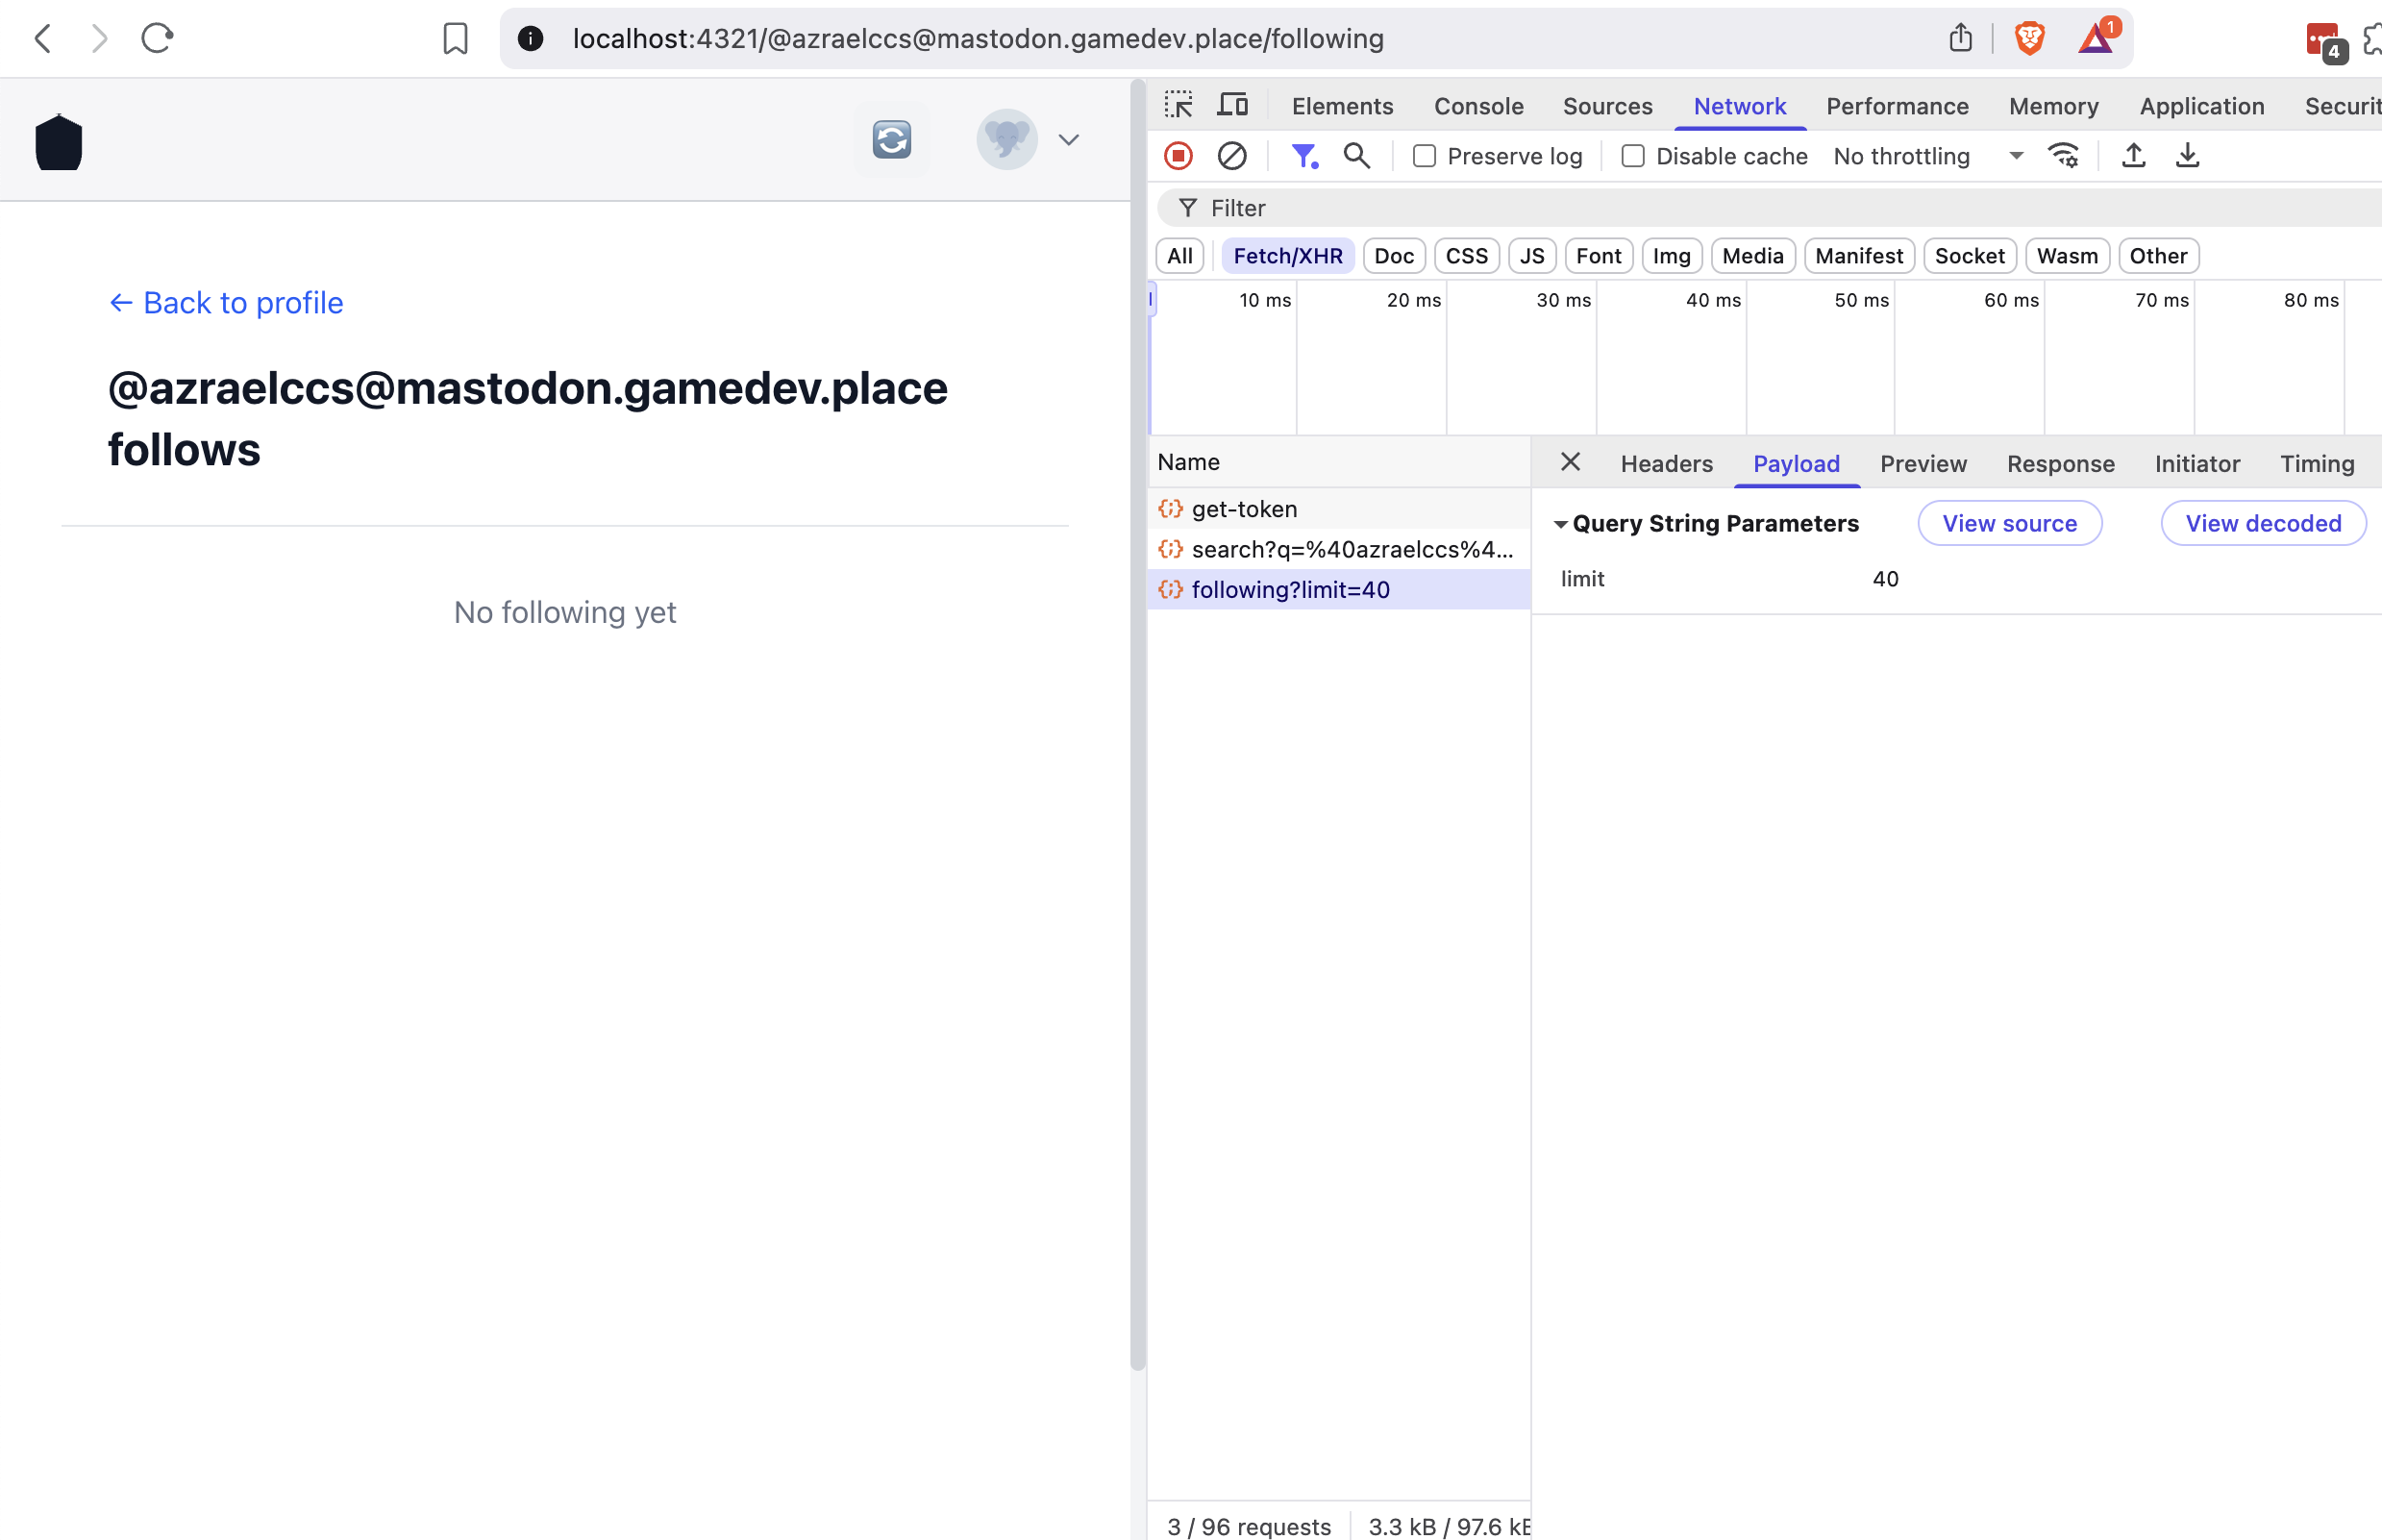 localhost:4321/@azraelccs@mastodon.gamedev.place/following
1
4
← Back to profile
@azraelccs@mastodon.gamedev.place
follows
No following yet
Elements Console Sources Network Performance Memory Application Securit
Preserve log Disable cache No throttling
Filter
All Fetch/XHR Doc CSS JS Font Img Media Manifest Socket Wasm Other
10 ms 20 ms 30 ms 40 ms 50 ms 60 ms 70 ms 80 ms
Name
get-token
search?q=%40azraelccs%4...
following?limit=40
Headers Payload Preview Response Initiator Timing
Query String Parameters View source View decoded
limit 40
3 / 96 requests 3.3 kB / 97.6 kB